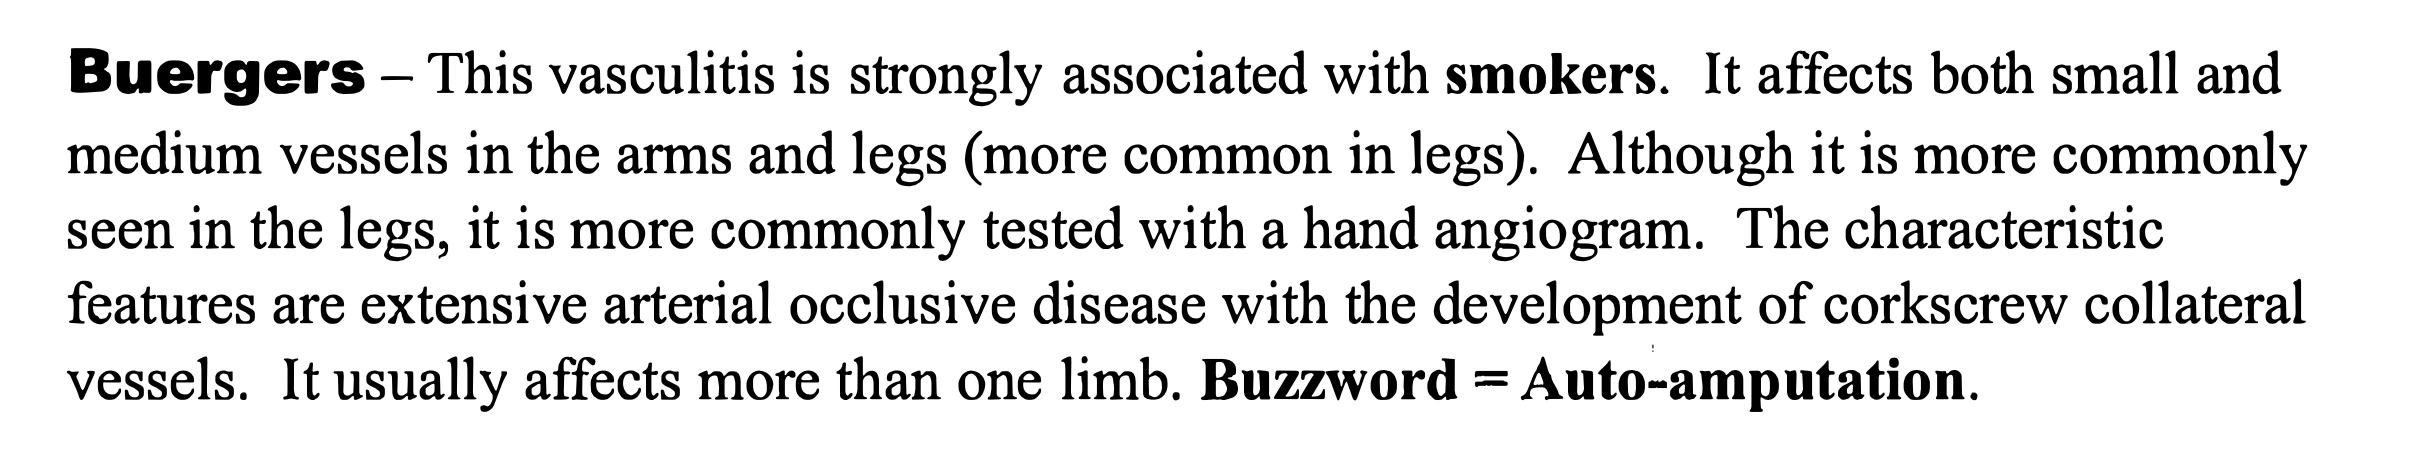 Buergers – This vasculitis is strongly associated with smokers. It affects both small and
medium vessels in the arms and legs (more common in legs). Although it is more commonly
seen in the legs, it is more commonly tested with a hand angiogram. The characteristic
features are extensive arterial occlusive disease with the development of corkscrew collateral
vessels. It usually affects more than one limb. Buzzword = Auto-amputation.